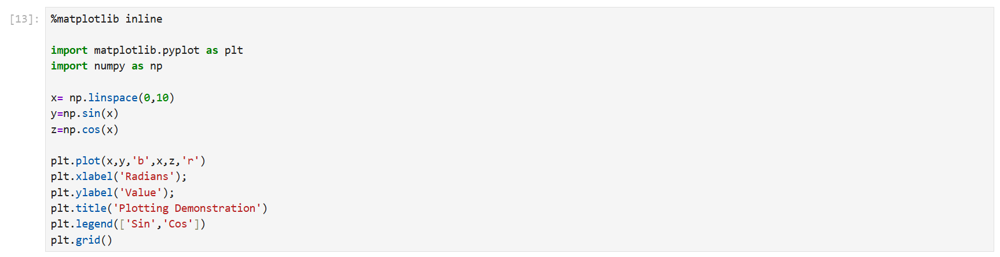 [13]: %matplotlib inline
import matplotlib.pyplot as plt
import numpy as np
x= np.linspace(0,10)
y=np.sin(x)
z=np.cos(x)
plt.plot(x,y,'b',x,z,'r')
plt.xlabel('Radians');
plt.ylabel('Value');
plt.title('Plotting Demonstration')
plt.legend(['Sin','Cos'])
plt.grid()